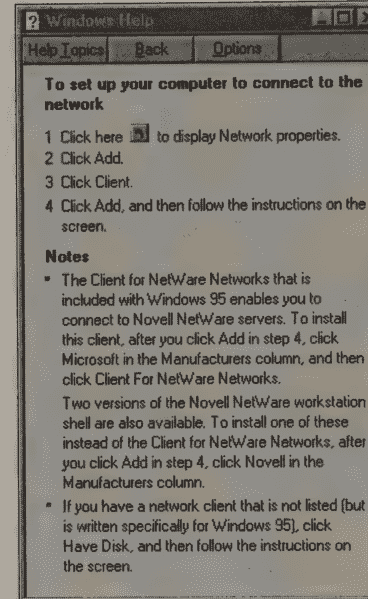 Windows Help
Help Topics Back Options
To set up your computer to connect to the
network
1 Click here to display Network properties.
2 Click Add.
3 Click Client.
4 Click Add, and then follow the instructions on the
screen.
Notes
▪ The Client for NetWare Networks that is
included with Windows 95 enables you to
connect to Novell NetWare servers. To install
this client, after you click Add in step 4, click
Microsoft in the Manufacturers column, and then
click Client For NetWare Networks.
Two versions of the Novell NetWare workstation
shell are also available. To install one of these
instead of the Client for NetWare Networks, after
you click Add in step 4, click Novell in the
Manufacturers column.
▪ If you have a network client that is not listed (but
is written specifically for Windows 95), click
Have Disk, and then follow the instructions on
the screen.